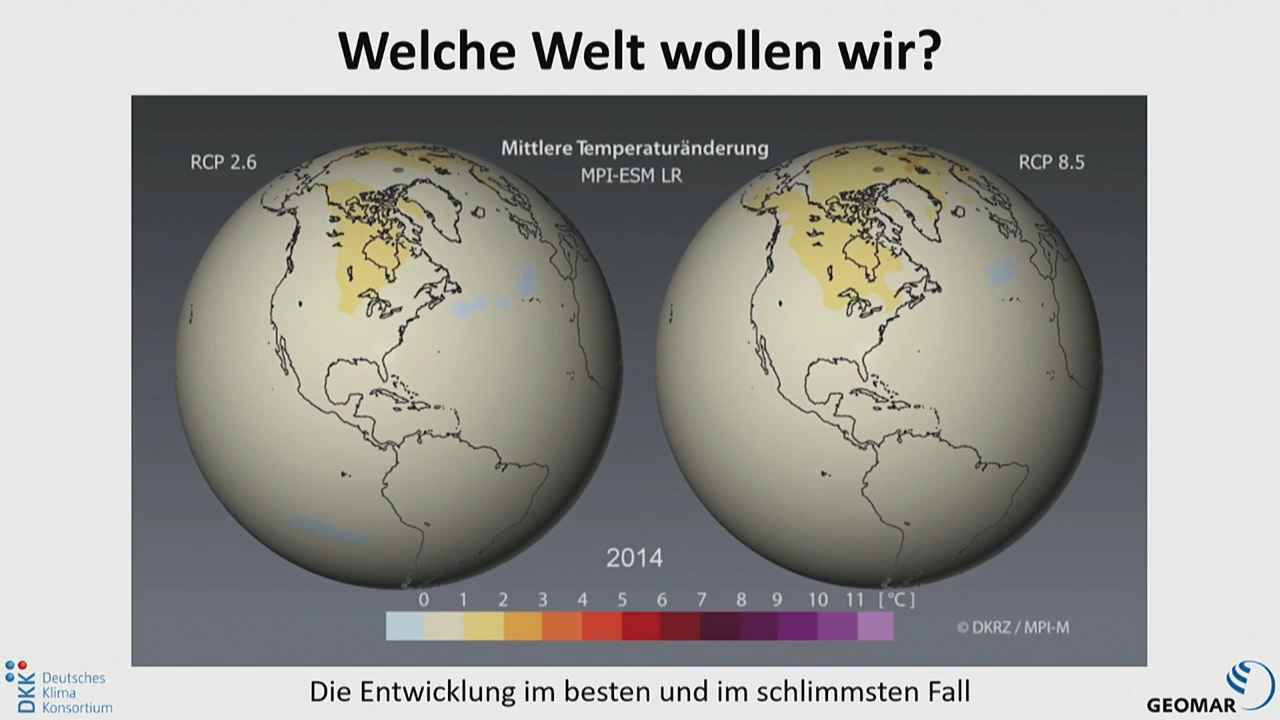 Welche Welt wollen wir?
RCP 2.6
Mittlere Temperaturänderung
MPI-ESM LR
RCP 8.5
2014
0 1 2 3 4 5 6 7 8 9 10 11 [°C]
© DKRZ / MPI-M
Die Entwicklung im besten und im schlimmsten Fall
DKK
Deutsches
Klima
Konsortium
GEOMAR